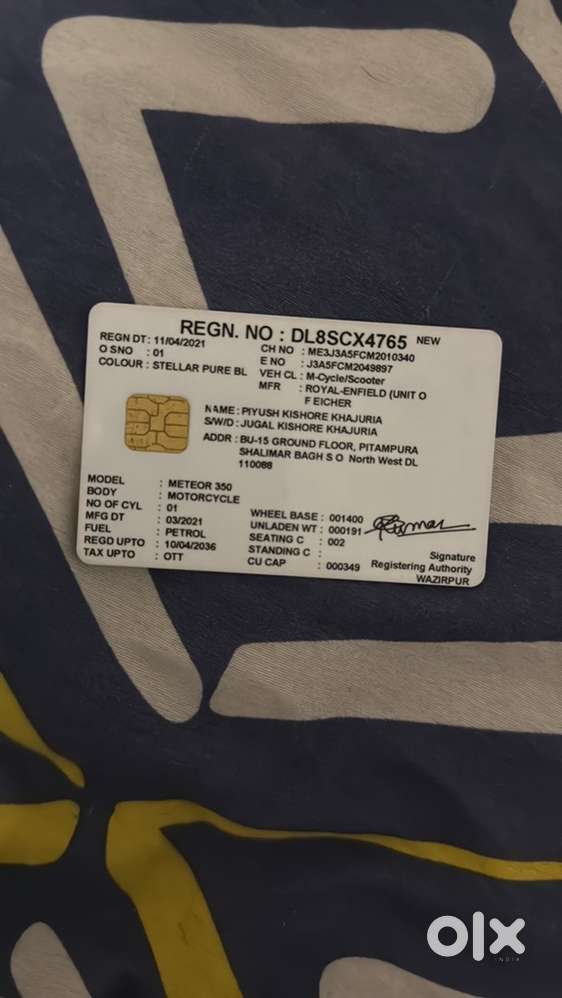 REGN. NO : DL8SCX4765 NEW
REGN DT : 11/04/2021
O SNO : 01
COLOUR : STELLAR PURE BL
CH NO : ME3J3A5FCM2010340
E NO : J3A5FCM2049897
VEH CL : M-Cycle/Scooter
MFR : ROYAL-ENFIELD (UNIT O
F EICHER
NAME : PIYUSH KISHORE KHAJURIA
S/W/D : JUGAL KISHORE KHAJURIA
ADDR : BU-15 GROUND FLOOR, PITAMPURA
SHALIMAR BAGH S O North West DL
110088
MODEL : METEOR 350
BODY : MOTORCYCLE
NO OF CYL : 01
MFG DT : 03/2021
FUEL : PETROL
REGD UPTO : 10/04/2036
TAX UPTO : OTT
WHEEL BASE : 001400
UNLADEN WT : 000191
SEATING C : 002
STANDING C :
CU CAP : 000349
Signature
Registering Authority
WAZIRPUR
olx
INDIA